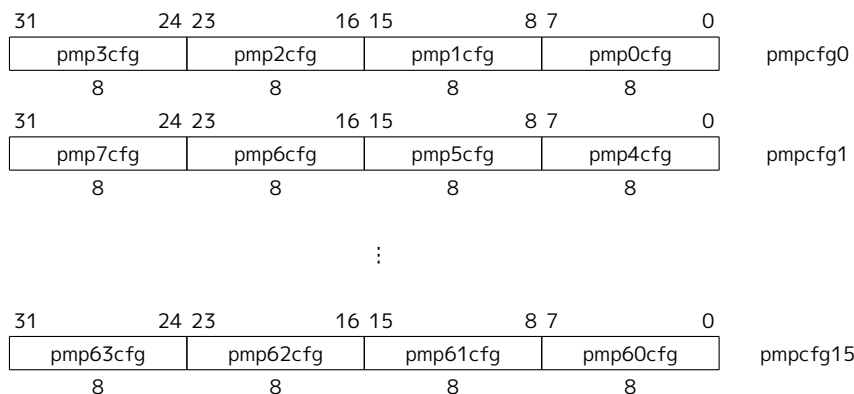 31 24 23 16 15 8 7 0
pmp3cfg pmp2cfg pmp1cfg pmp0cfg pmpcfg0
8 8 8 8
31 24 23 16 15 8 7 0
pmp7cfg pmp6cfg pmp5cfg pmp4cfg pmpcfg1
8 8 8 8
⋮
31 24 23 16 15 8 7 0
pmp63cfg pmp62cfg pmp61cfg pmp60cfg pmpcfg15
8 8 8 8